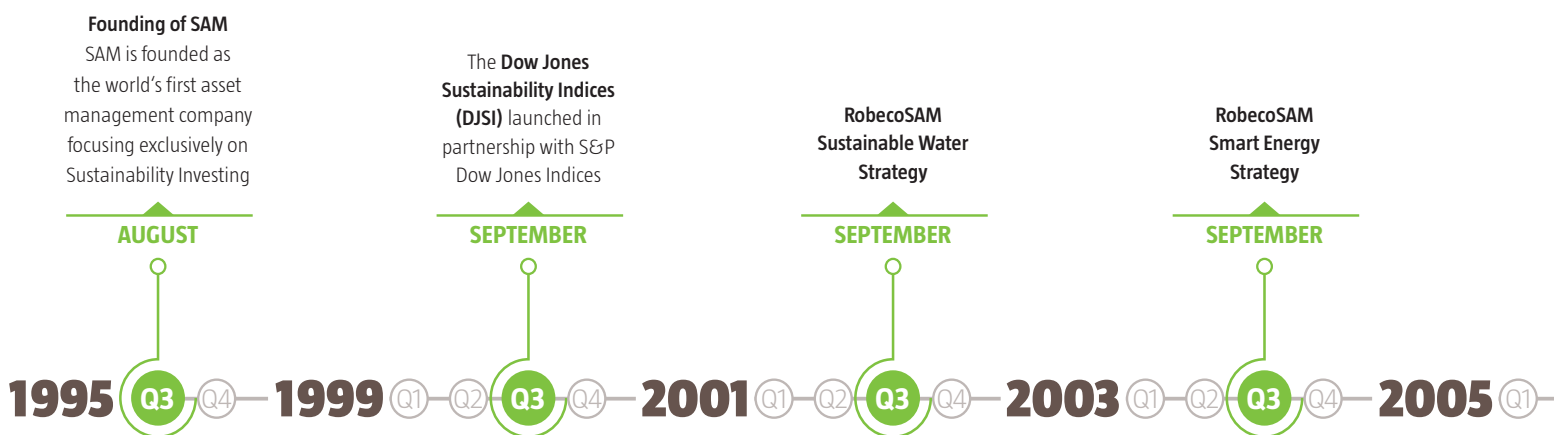 Founding of SAM
SAM is founded as
the world's first asset
management company
focusing exclusively on
Sustainability Investing
AUGUST
The Dow Jones
Sustainability Indices
(DJSI) launched in
partnership with S&P
Dow Jones Indices
SEPTEMBER
RobecoSAM
Sustainable Water
Strategy
SEPTEMBER
RobecoSAM
Smart Energy
Strategy
SEPTEMBER
1995 Q3 Q4 1999 Q1 Q2 Q3 Q4 2001 Q1 Q2 Q3 Q4 2003 Q1 Q2 Q3 Q4 2005 Q1